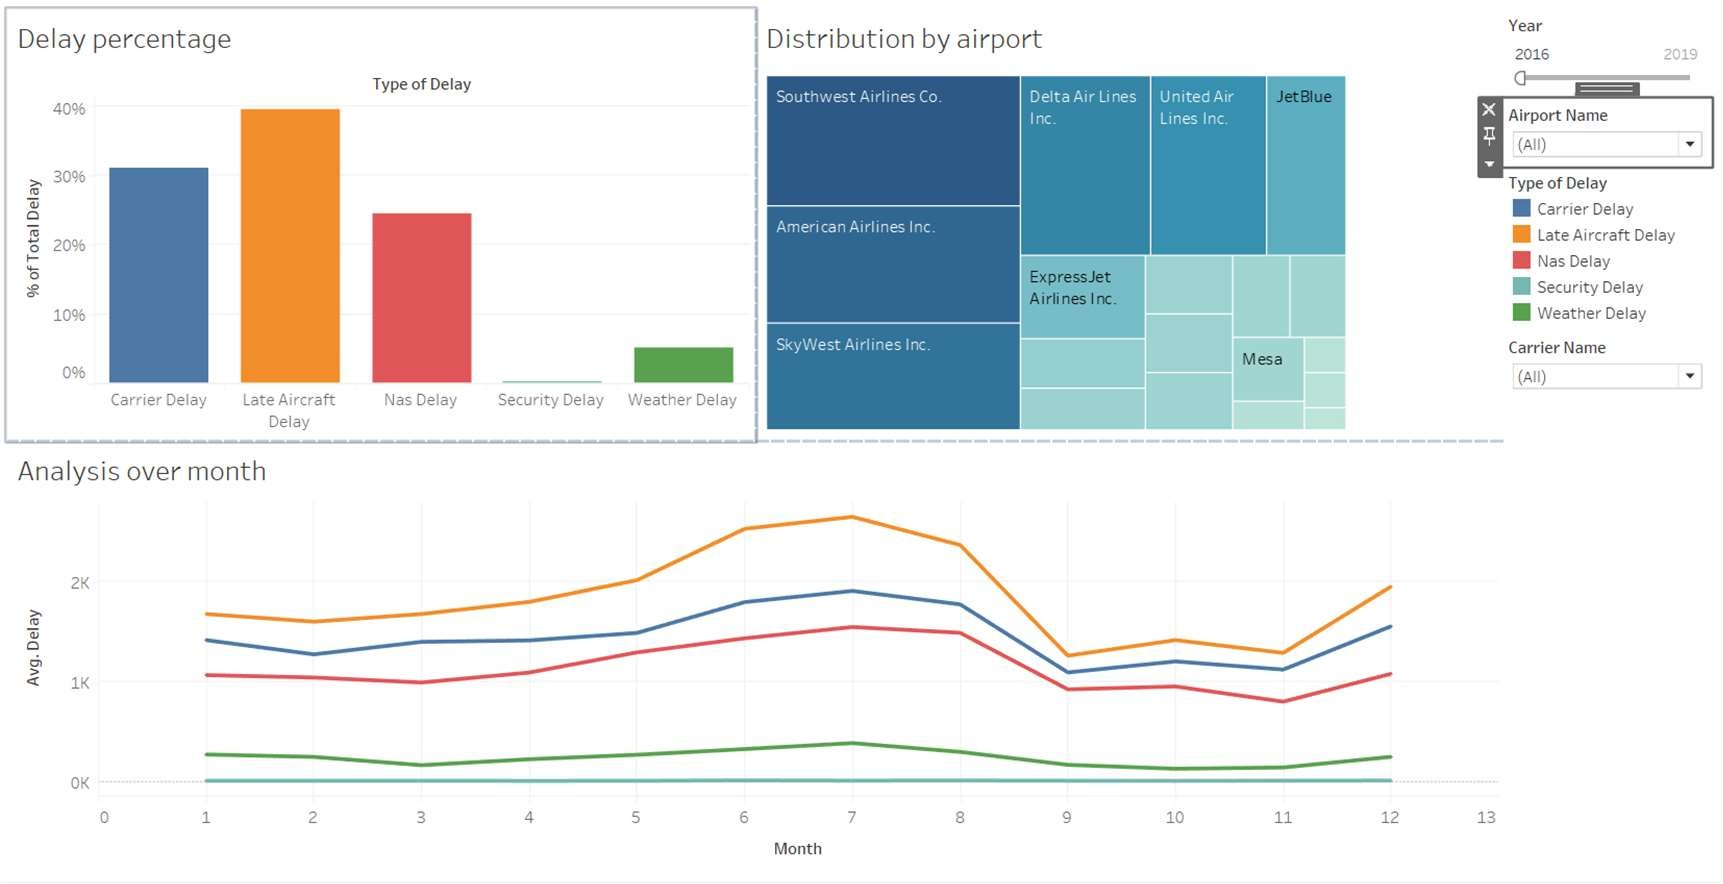 Delay percentage
Type of Delay
% of Total Delay
40%
30%
20%
10%
0%
Carrier Delay
Late Aircraft
Delay
Nas Delay
Security Delay
Weather Delay
Distribution by airport
Southwest Airlines Co.
American Airlines Inc.
SkyWest Airlines Inc.
Delta Air Lines
Inc.
United Air
Lines Inc.
JetBlue
ExpressJet
Airlines Inc.
Mesa
Year
2016 2019
Airport Name
(All)
Type of Delay
Carrier Delay
Late Aircraft Delay
Nas Delay
Security Delay
Weather Delay
Carrier Name
(All)
Analysis over month
Avg. Delay
2K
1K
0K
0 1 2 3 4 5 6 7 8 9 10 11 12 13
Month